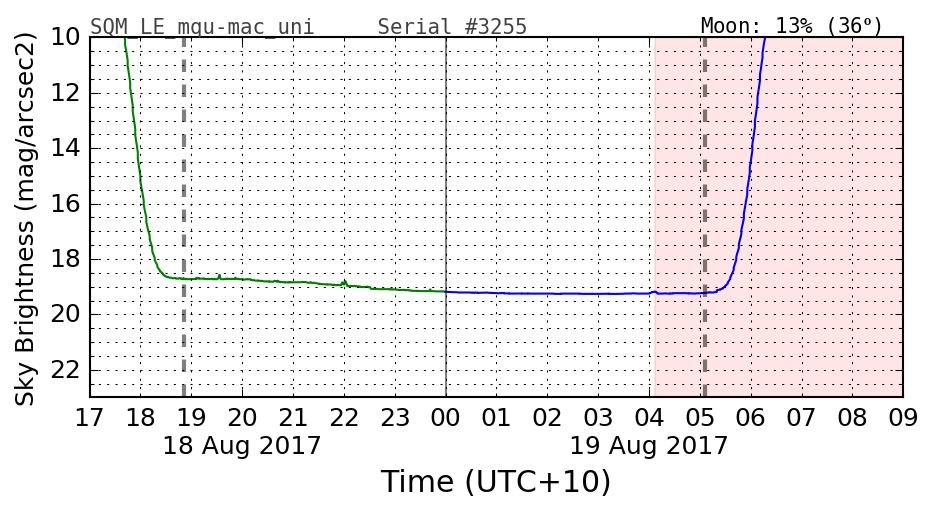 SQM_LE_mqu-mac_uni Serial #3255 Moon: 13% (36°)
Sky Brightness (mag/arcsec2)
10
12
14
16
18
20
22
17 18 19 20 21 22 23 00 01 02 03 04 05 06 07 08 09
18 Aug 2017 19 Aug 2017
Time (UTC+10)